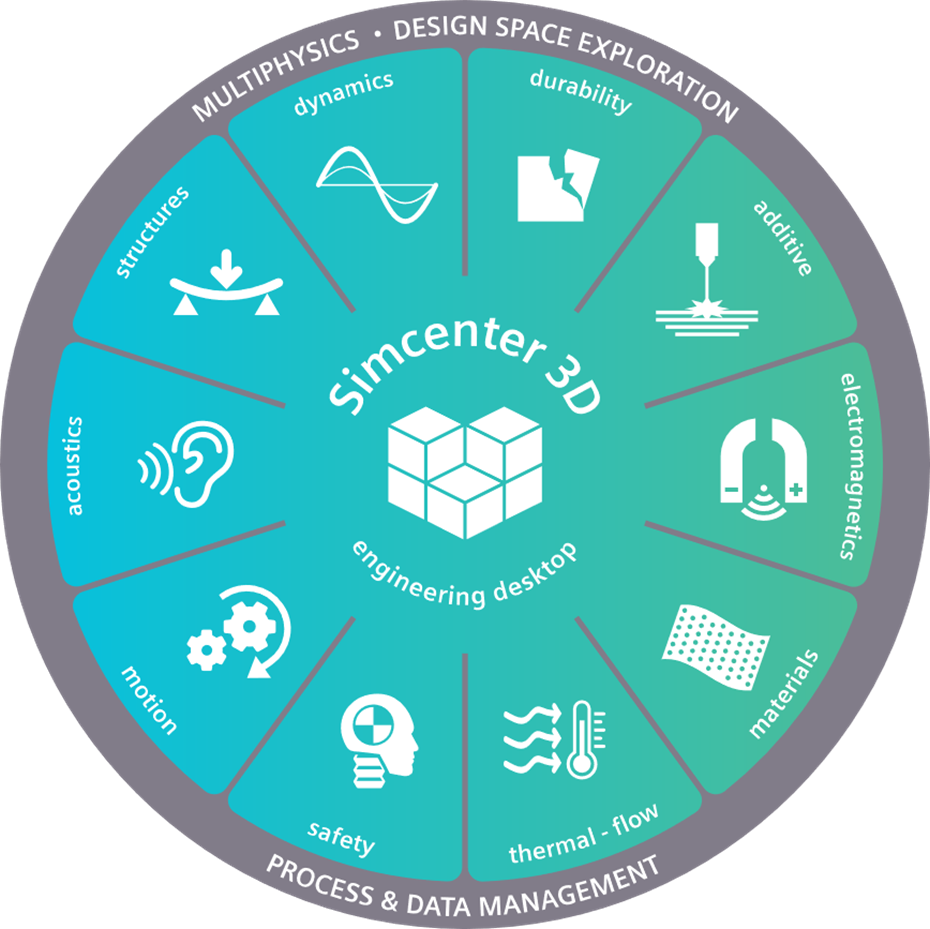 MULTIPHYSICS • DESIGN SPACE EXPLORATION
dynamics
durability
additive
electromagnetics
materials
thermal - flow
safety
motion
acoustics
structures
Simcenter 3D
engineering desktop
PROCESS & DATA MANAGEMENT